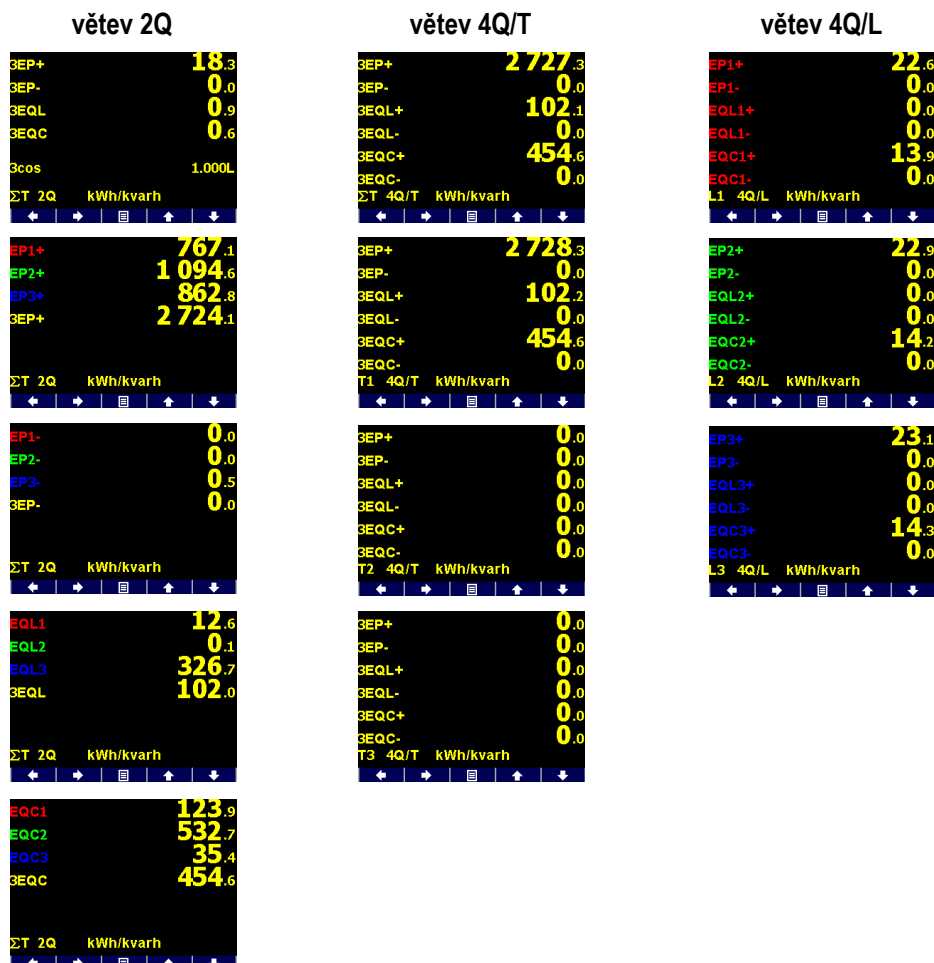 větev 2Q
3EP+ 18.3
3EP- 0.0
3EQL 0.9
3EQC 0.6
3cos 1.000L
ΣT 2Q kWh/kvarh
EP1+ 767.1
EP2+ 1 094.6
EP3+ 862.8
3EP+ 2 724.1
ΣT 2Q kWh/kvarh
EP1- 0.0
EP2- 0.0
EP3- 0.5
3EP- 0.0
ΣT 2Q kWh/kvarh
EQL1 12.6
EQL2 0.1
EQL3 326.7
3EQL 102.0
ΣT 2Q kWh/kvarh
EQC1 123.9
EQC2 532.7
EQC3 35.4
3EQC 454.6
ΣT 2Q kWh/kvarh
větev 4Q/T
3EP+ 2 727.3
3EP- 0.0
3EQL+ 102.1
3EQL- 0.0
3EQC+ 454.6
3EQC- 0.0
ΣT 4Q/T kWh/kvarh
3EP+ 2 728.3
3EP- 0.0
3EQL+ 102.2
3EQL- 0.0
3EQC+ 454.6
3EQC- 0.0
T1 4Q/T kWh/kvarh
3EP+ 0.0
3EP- 0.0
3EQL+ 0.0
3EQL- 0.0
3EQC+ 0.0
3EQC- 0.0
T2 4Q/T kWh/kvarh
3EP+ 0.0
3EP- 0.0
3EQL+ 0.0
3EQL- 0.0
3EQC+ 0.0
3EQC- 0.0
T3 4Q/T kWh/kvarh
větev 4Q/L
EP1+ 22.6
EP1- 0.0
EQL1+ 0.0
EQL1- 0.0
EQC1+ 13.9
EQC1- 0.0
L1 4Q/L kWh/kvarh
EP2+ 22.9
EP2- 0.0
EQL2+ 0.0
EQL2- 0.0
EQC2+ 14.2
EQC2- 0.0
L2 4Q/L kWh/kvarh
EP3+ 23.1
EP3- 0.0
EQL3+ 0.0
EQL3- 0.0
EQC3+ 14.3
EQC3- 0.0
L3 4Q/L kWh/kvarh